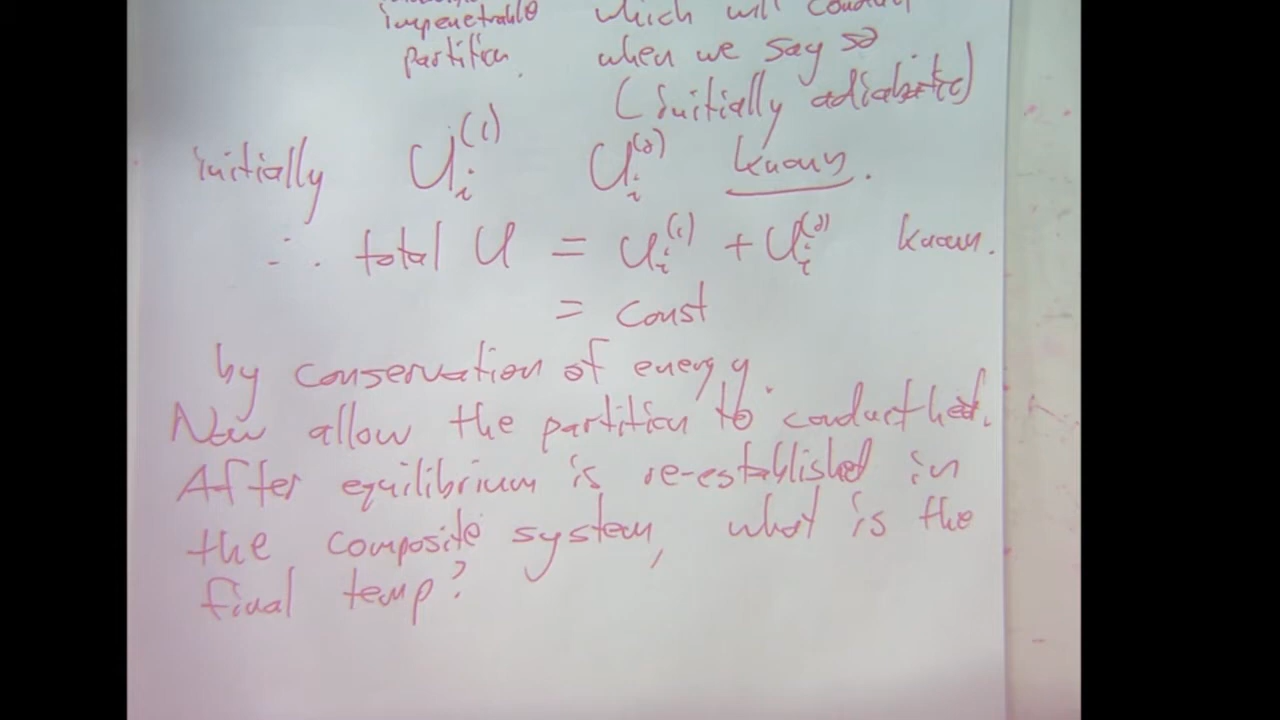 impenetrable which will conduct
partition. when we say so
(initially adiabatic)
initially U_i^(1) U_i^(2) known.
∴ total U = U_i^(1) + U_i^(2) known.
= const
by conservation of energy.
Now allow the partition to conduct heat.
After equilibrium is re-established in
the composite system, what is the
final temp?